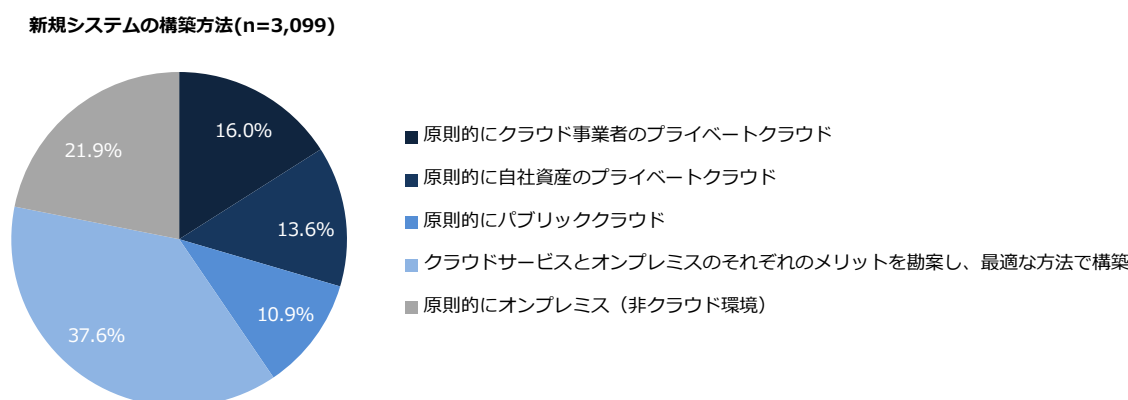 新規システムの構築方法(n=3,099)
16.0%
13.6%
10.9%
37.6%
21.9%
原則的にクラウド事業者のプライベートクラウド
原則的に自社資産のプライベートクラウド
原則的にパブリッククラウド
クラウドサービスとオンプレミスのそれぞれのメリットを勘案し、最適な方法で構築
原則的にオンプレミス（非クラウド環境）